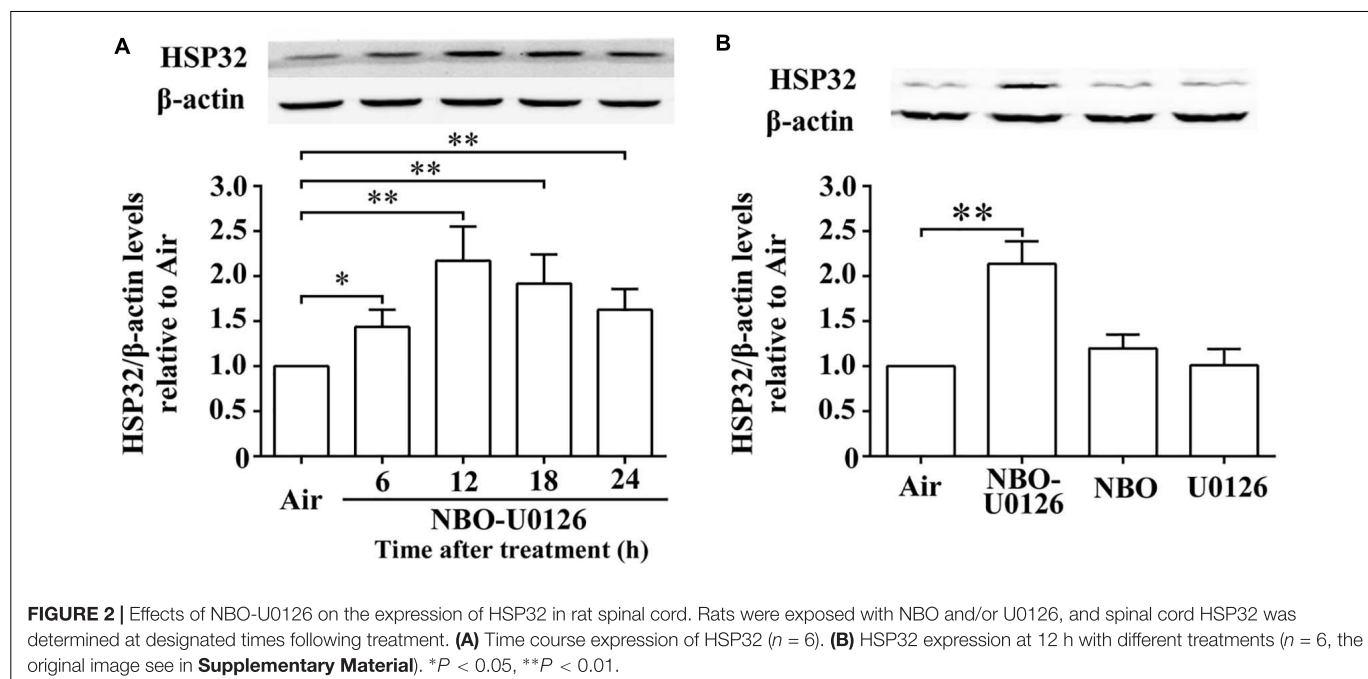 A
HSP32
β-actin
**
**
**
*
HSP32/β-actin levels
relative to Air
3.0
2.5
2.0
1.5
1.0
0.5
0
Air
6 12 18 24
NBO-U0126
Time after treatment (h)
B
HSP32
β-actin
**
HSP32/β-actin levels
relative to Air
3.0
2.5
2.0
1.5
1.0
0.5
0
Air NBO- NBO U0126
U0126
FIGURE 2 | Effects of NBO-U0126 on the expression of HSP32 in rat spinal cord. Rats were exposed with NBO and/or U0126, and spinal cord HSP32 was
determined at designated times following treatment. (A) Time course expression of HSP32 (n = 6). (B) HSP32 expression at 12 h with different treatments (n = 6, the
original image see in Supplementary Material). *P < 0.05, **P < 0.01.